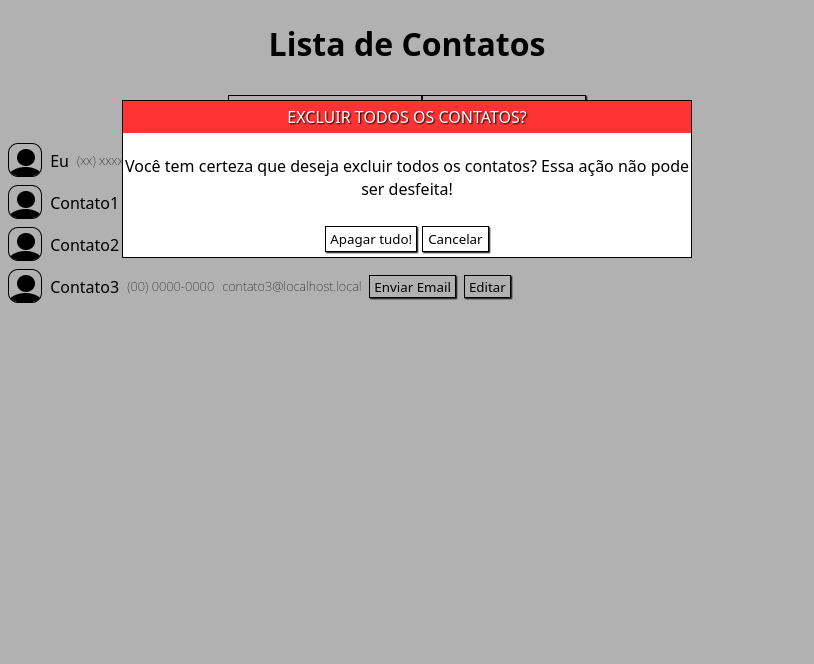 Lista de Contatos
EXCLUIR TODOS OS CONTATOS?
Eu (xx) xxxx
Você tem certeza que deseja excluir todos os contatos? Essa ação não pode
ser desfeita!
Contato1
Apagar tudo! Cancelar
Contato2
Contato3 (00) 0000-0000 contato3@localhost.local Enviar Email Editar